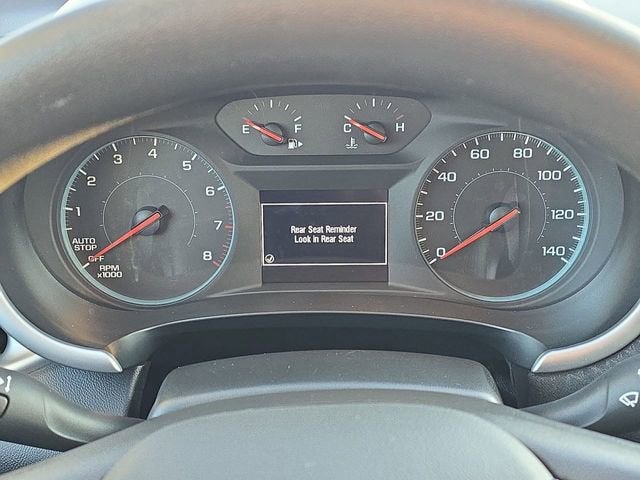 E F
C H
1 2 3 4 5 6 7 8
AUTO
STOP
OFF
RPM
x1000
Rear Seat Reminder
Look in Rear Seat
0 20 40 60 80 100 120 140